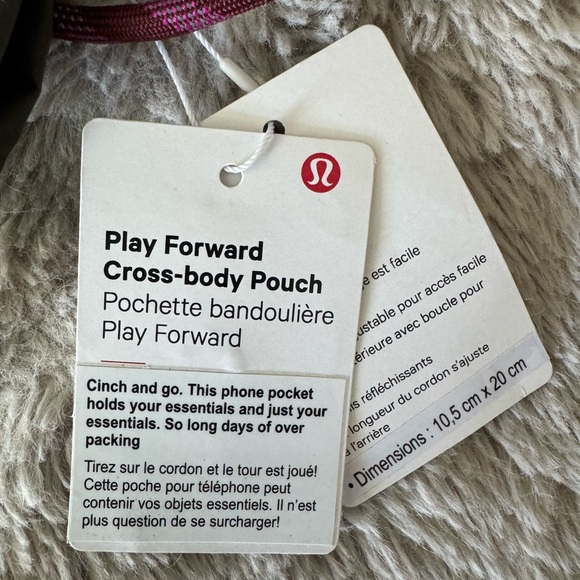 Play Forward
Cross-body Pouch
Pochette bandoulière
Play Forward
Cinch and go. This phone pocket
holds your essentials and just your
essentials. So long days of over
packing
Tirez sur le cordon et le tour est joué!
Cette poche pour téléphone peut
contenir vos objets essentiels. Il n'est
plus question de se surcharger!
est facile
pour accès facile
avec boucle pour
réfléchissants
longueur du cordon s'ajuste
l'arrière
• Dimensions : 10,5 cm x 20 cm